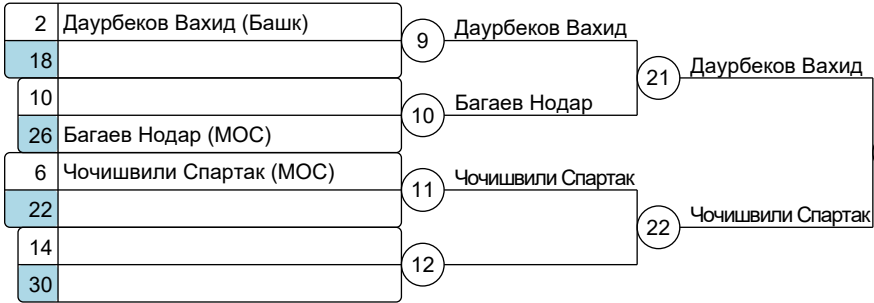 2 Даурбеков Вахид (Башк)
18
9 Даурбеков Вахид
10
26 Багаев Нодар (МОС)
10 Багаев Нодар
21 Даурбеков Вахид
6 Чочишвили Спартак (МОС)
22
11 Чочишвили Спартак
14
30
12
22 Чочишвили Спартак